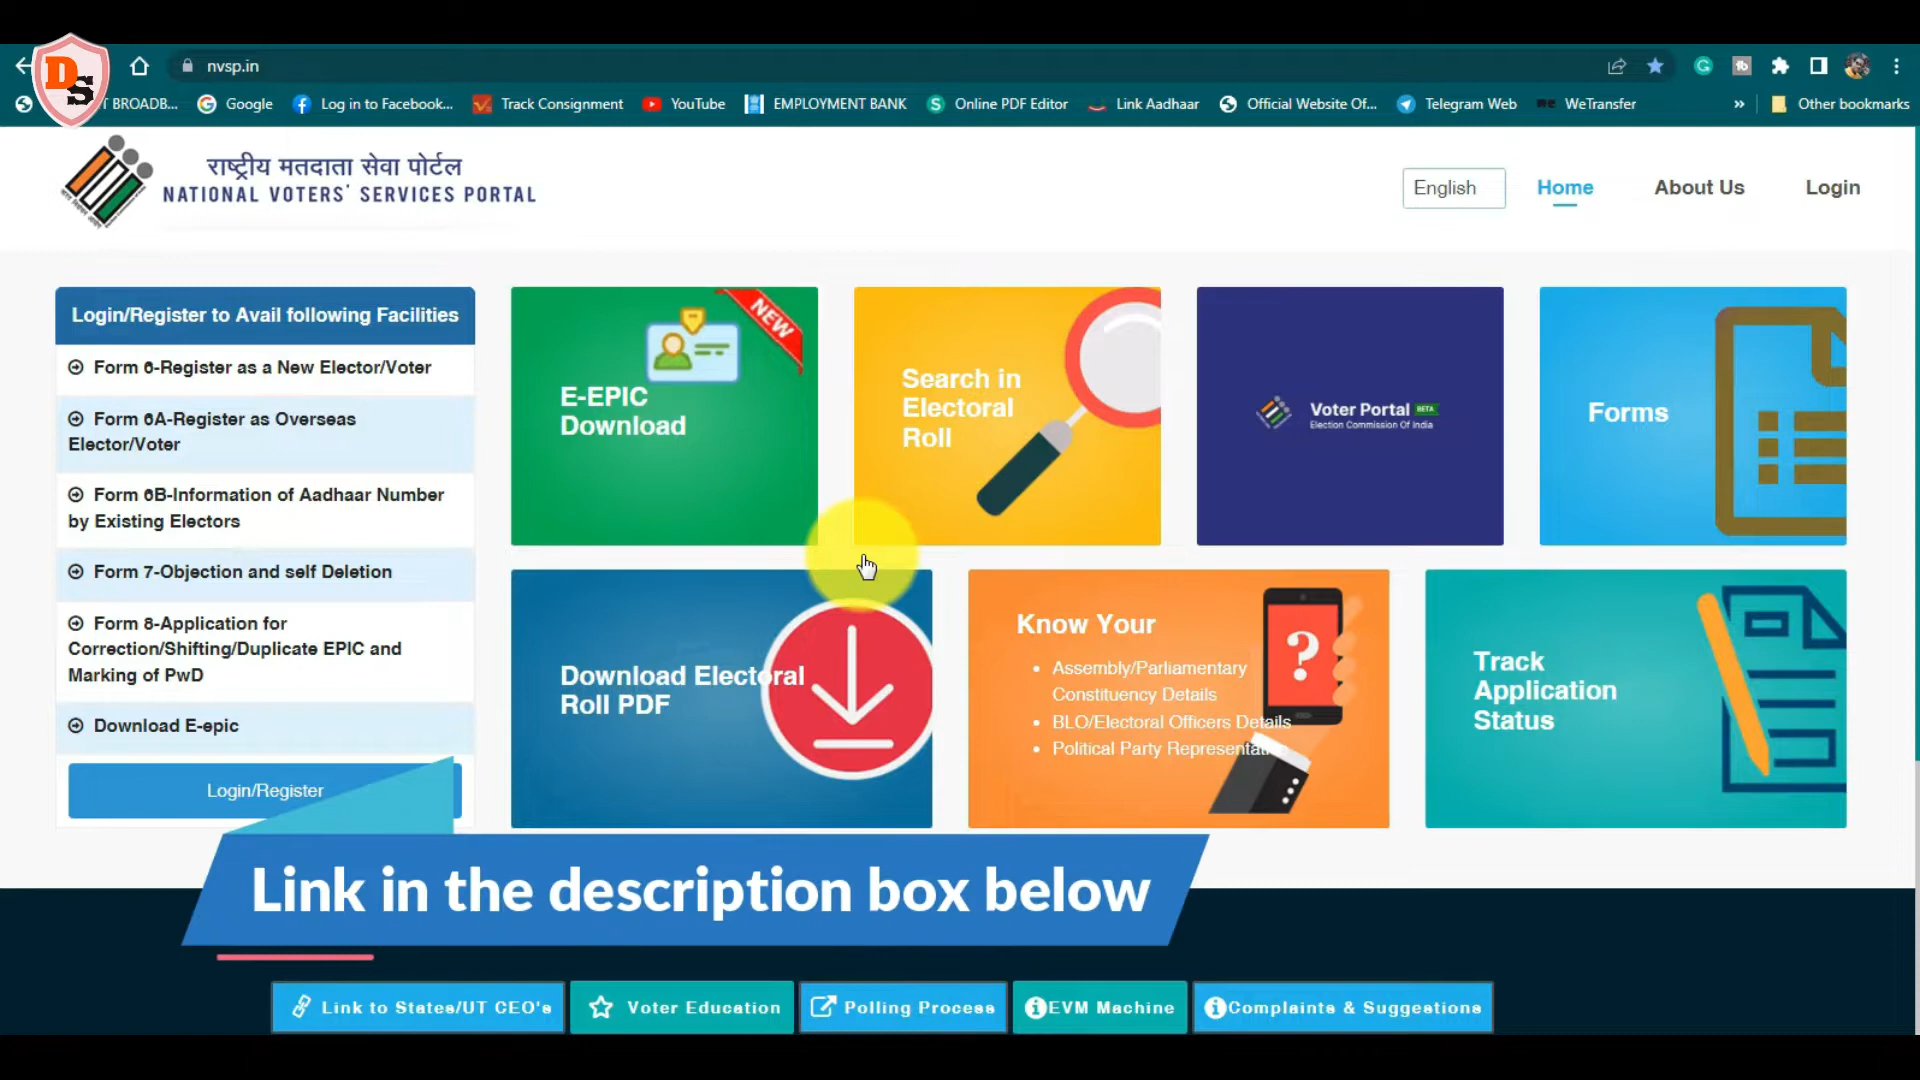 DS
nvsp.in
T BROADB...
Google
Log in to Facebook...
Track Consignment
YouTube
EMPLOYMENT BANK
Online PDF Editor
Link Aadhaar
Official Website Of...
Telegram Web
WeTransfer
»
Other bookmarks
राष्ट्रीय मतदाता सेवा पोर्टल
NATIONAL VOTERS' SERVICES PORTAL
English
Home
About Us
Login
Login/Register to Avail following Facilities
Form 6-Register as a New Elector/Voter
Form 6A-Register as Overseas
Elector/Voter
Form 6B-Information of Aadhaar Number
by Existing Electors
Form 7-Objection and self Deletion
Form 8-Application for
Correction/Shifting/Duplicate EPIC and
Marking of PwD
Download E-epic
Login/Register
NEW
E-EPIC
Download
Search in
Electoral
Roll
Voter Portal BETA
Election Commission Of India
Forms
Download Electoral
Roll PDF
Know Your
Assembly/Parliamentary
Constituency Details
BLO/Electoral Officers Details
Political Party Representative
?
Track
Application
Status
Link in the description box below
Link to States/UT CEO's
Voter Education
Polling Process
EVM Machine
Complaints & Suggestions